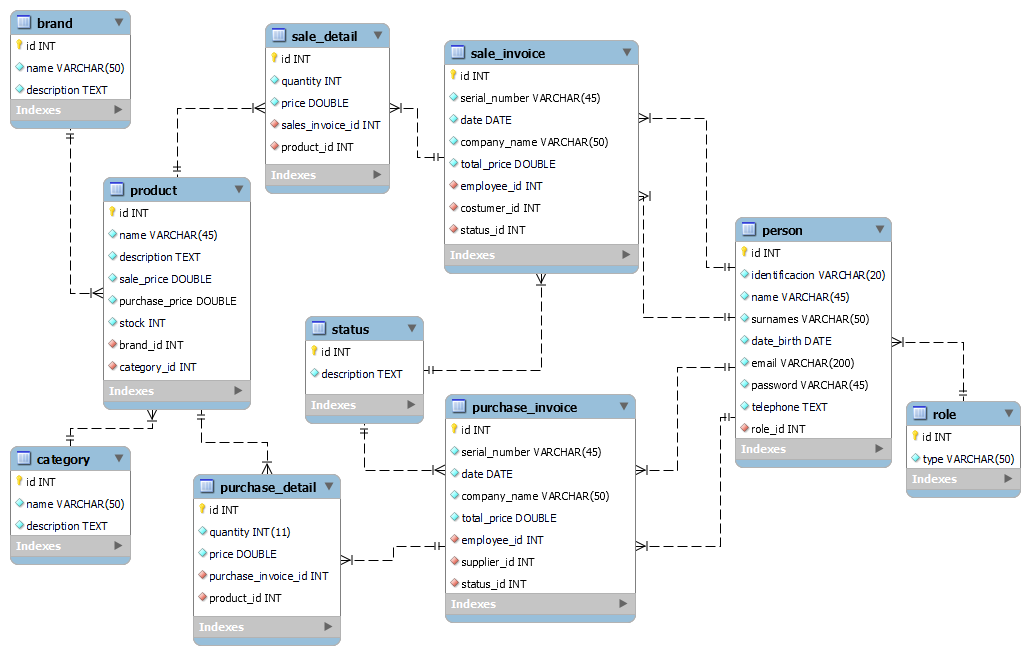 brand
id INT
name VARCHAR(50)
description TEXT
Indexes
sale_detail
id INT
quantity INT
price DOUBLE
sales_invoice_id INT
product_id INT
Indexes
sale_invoice
id INT
serial_number VARCHAR(45)
date DATE
company_name VARCHAR(50)
total_price DOUBLE
employee_id INT
costumer_id INT
status_id INT
Indexes
product
id INT
name VARCHAR(45)
description TEXT
sale_price DOUBLE
purchase_price DOUBLE
stock INT
brand_id INT
category_id INT
Indexes
person
id INT
identificacion VARCHAR(20)
name VARCHAR(45)
surnames VARCHAR(50)
date_birth DATE
email VARCHAR(200)
password VARCHAR(45)
telephone TEXT
role_id INT
Indexes
status
id INT
description TEXT
Indexes
purchase_invoice
id INT
serial_number VARCHAR(45)
date DATE
company_name VARCHAR(50)
total_price DOUBLE
employee_id INT
supplier_id INT
status_id INT
Indexes
role
id INT
type VARCHAR(50)
Indexes
category
id INT
name VARCHAR(50)
description TEXT
Indexes
purchase_detail
id INT
quantity INT(11)
price DOUBLE
purchase_invoice_id INT
product_id INT
Indexes